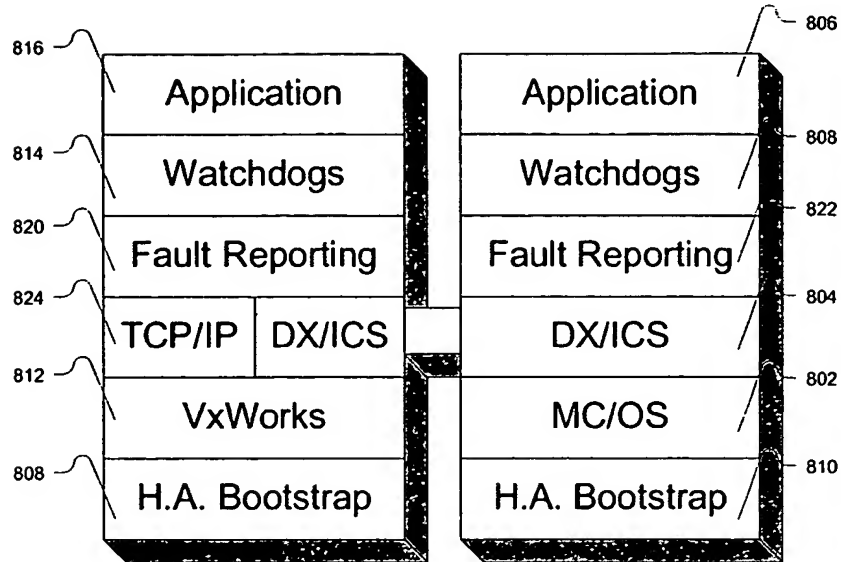 816 806
Application Application
814 808
Watchdogs Watchdogs
820 822
Fault Reporting Fault Reporting
824 804
TCP/IP DX/ICS DX/ICS
812 802
VxWorks MC/OS
808 810
H.A. Bootstrap H.A. Bootstrap